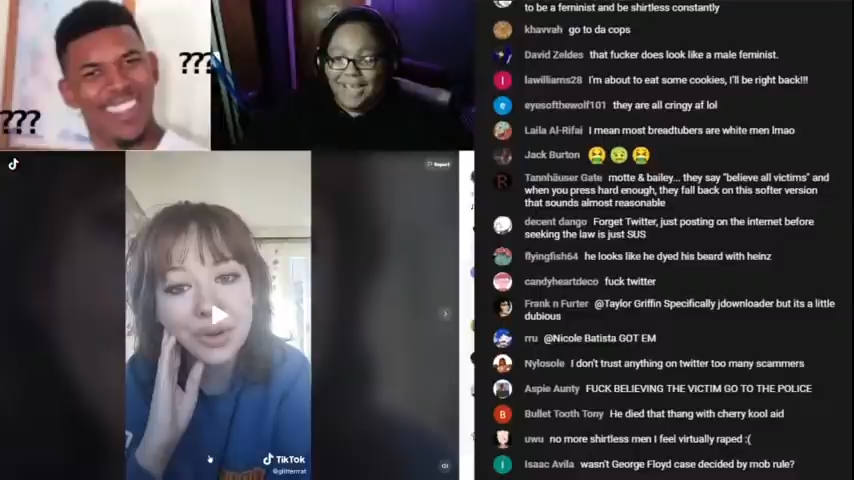 ???
???
Report
TikTok
@glitterrrat
to be a feminist and be shirtless constantly
khavvah go to da cops
David Zeldes that fucker does look like a male feminist.
lawilliams28 I'm about to eat some cookies, I'll be right back!!!
eyesofthewolf101 they are all cringy af lol
Laila Al-Rifai I mean most breadtubers are white men lmao
Jack Burton 🤮🤢🤮
Tannhäuser Gate motte & bailey... they say "believe all victims" and
when you press hard enough, they fall back on this softer version
that sounds almost reasonable
decent dango Forget Twitter, just posting on the internet before
seeking the law is just SUS
flyingfish64 he looks like he dyed his beard with heinz
candyheartdeco fuck twitter
Frank n Furter @Taylor Griffin Specifically jdownloader but its a little
dubious
rru @Nicole Batista GOT EM
Nylosole I don't trust anything on twitter too many scammers
Aspie Aunty FUCK BELIEVING THE VICTIM GO TO THE POLICE
Bullet Tooth Tony He died that thang with cherry kool aid
uwu no more shirtless men I feel virtually raped :(
Isaac Avila wasn't George Floyd case decided by mob rule?